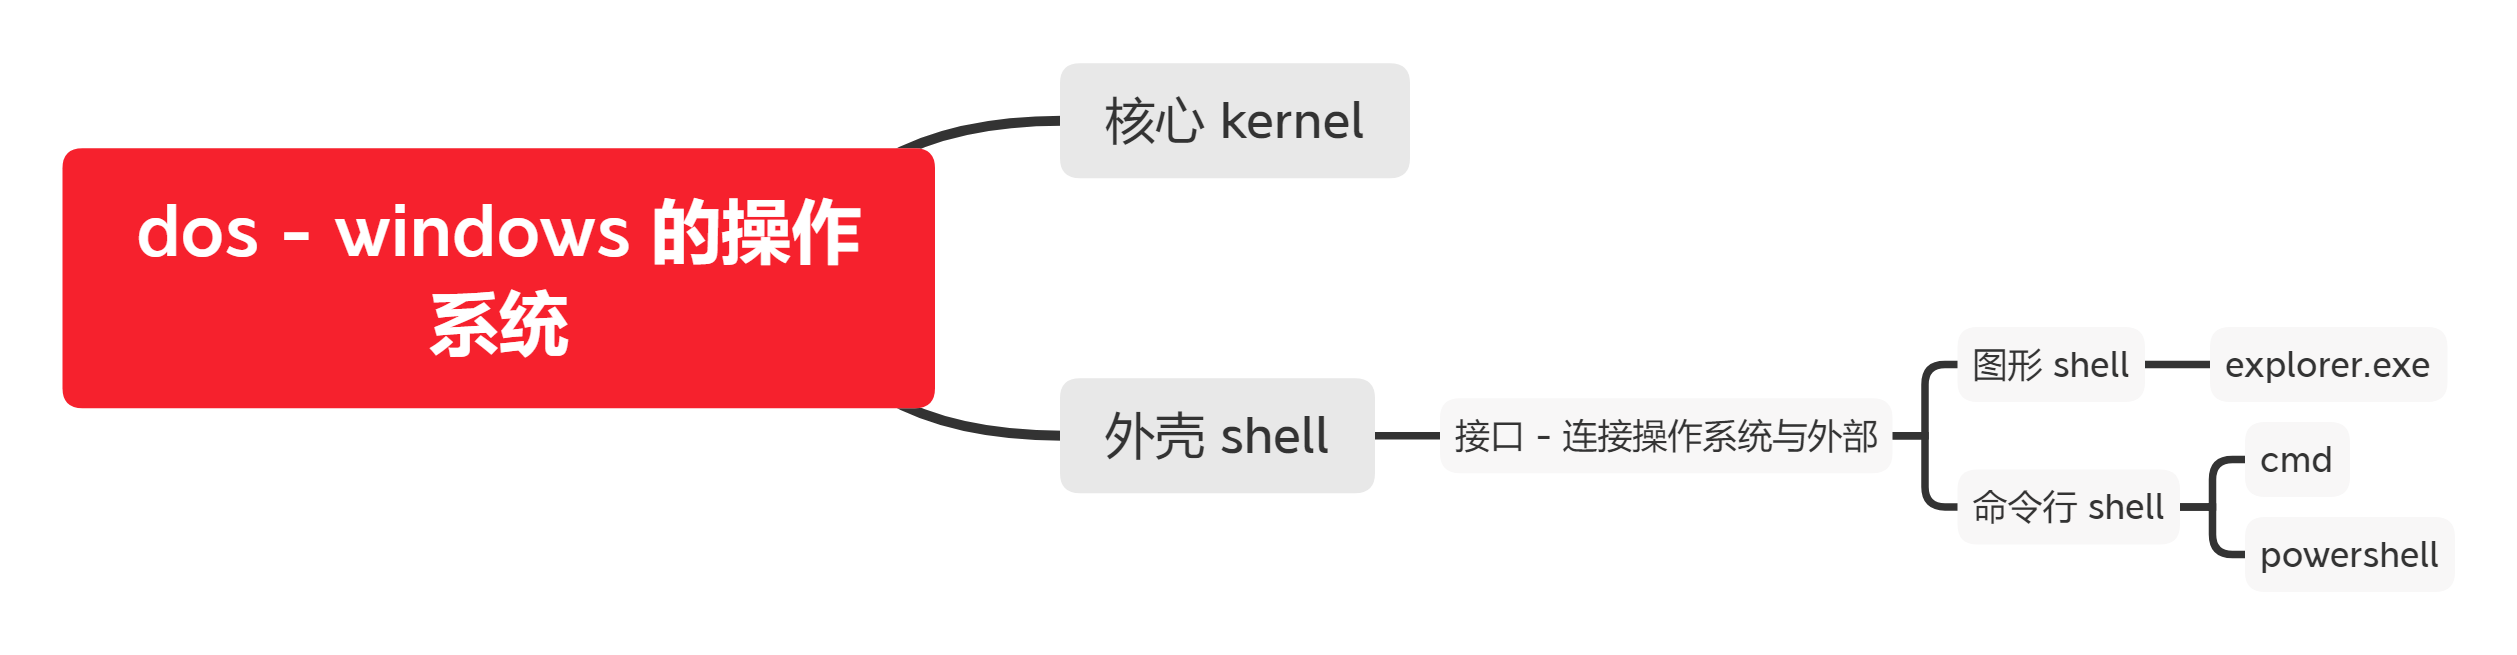 dos - windows 的操作
系统
核心 kernel
外壳 shell
接口 - 连接操作系统与外部
图形 shell
explorer.exe
命令行 shell
cmd
powershell